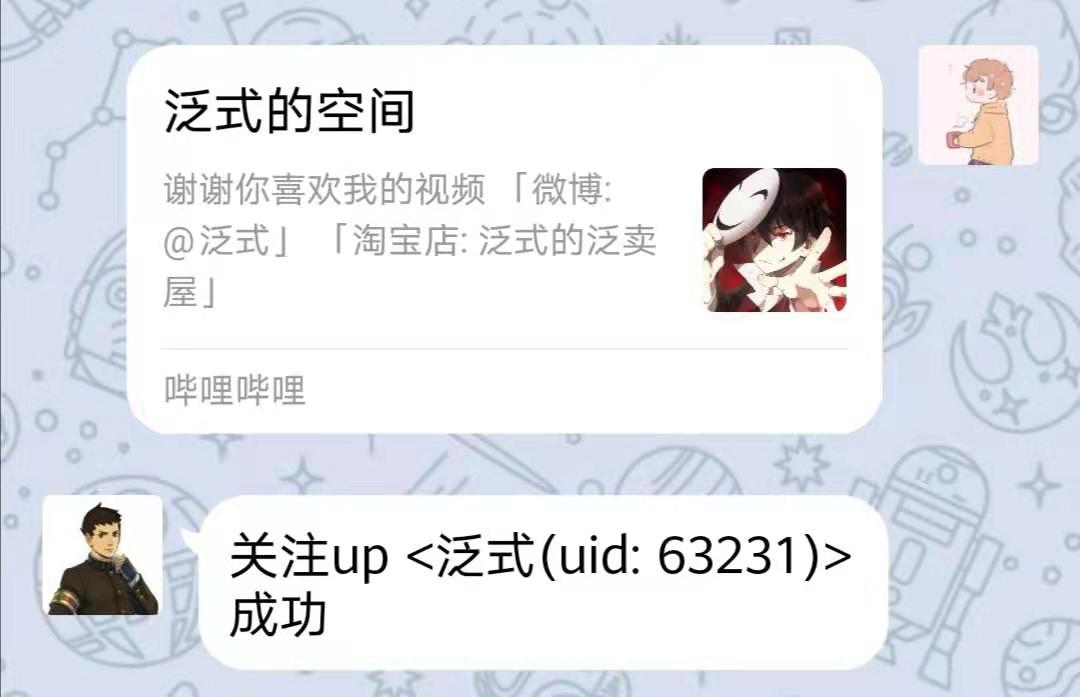 泛式的空间
谢谢你喜欢我的视频 「微博:
@泛式」 「淘宝店: 泛式的泛卖
屋」
哔哩哔哩
关注up <泛式(uid: 63231)>
成功